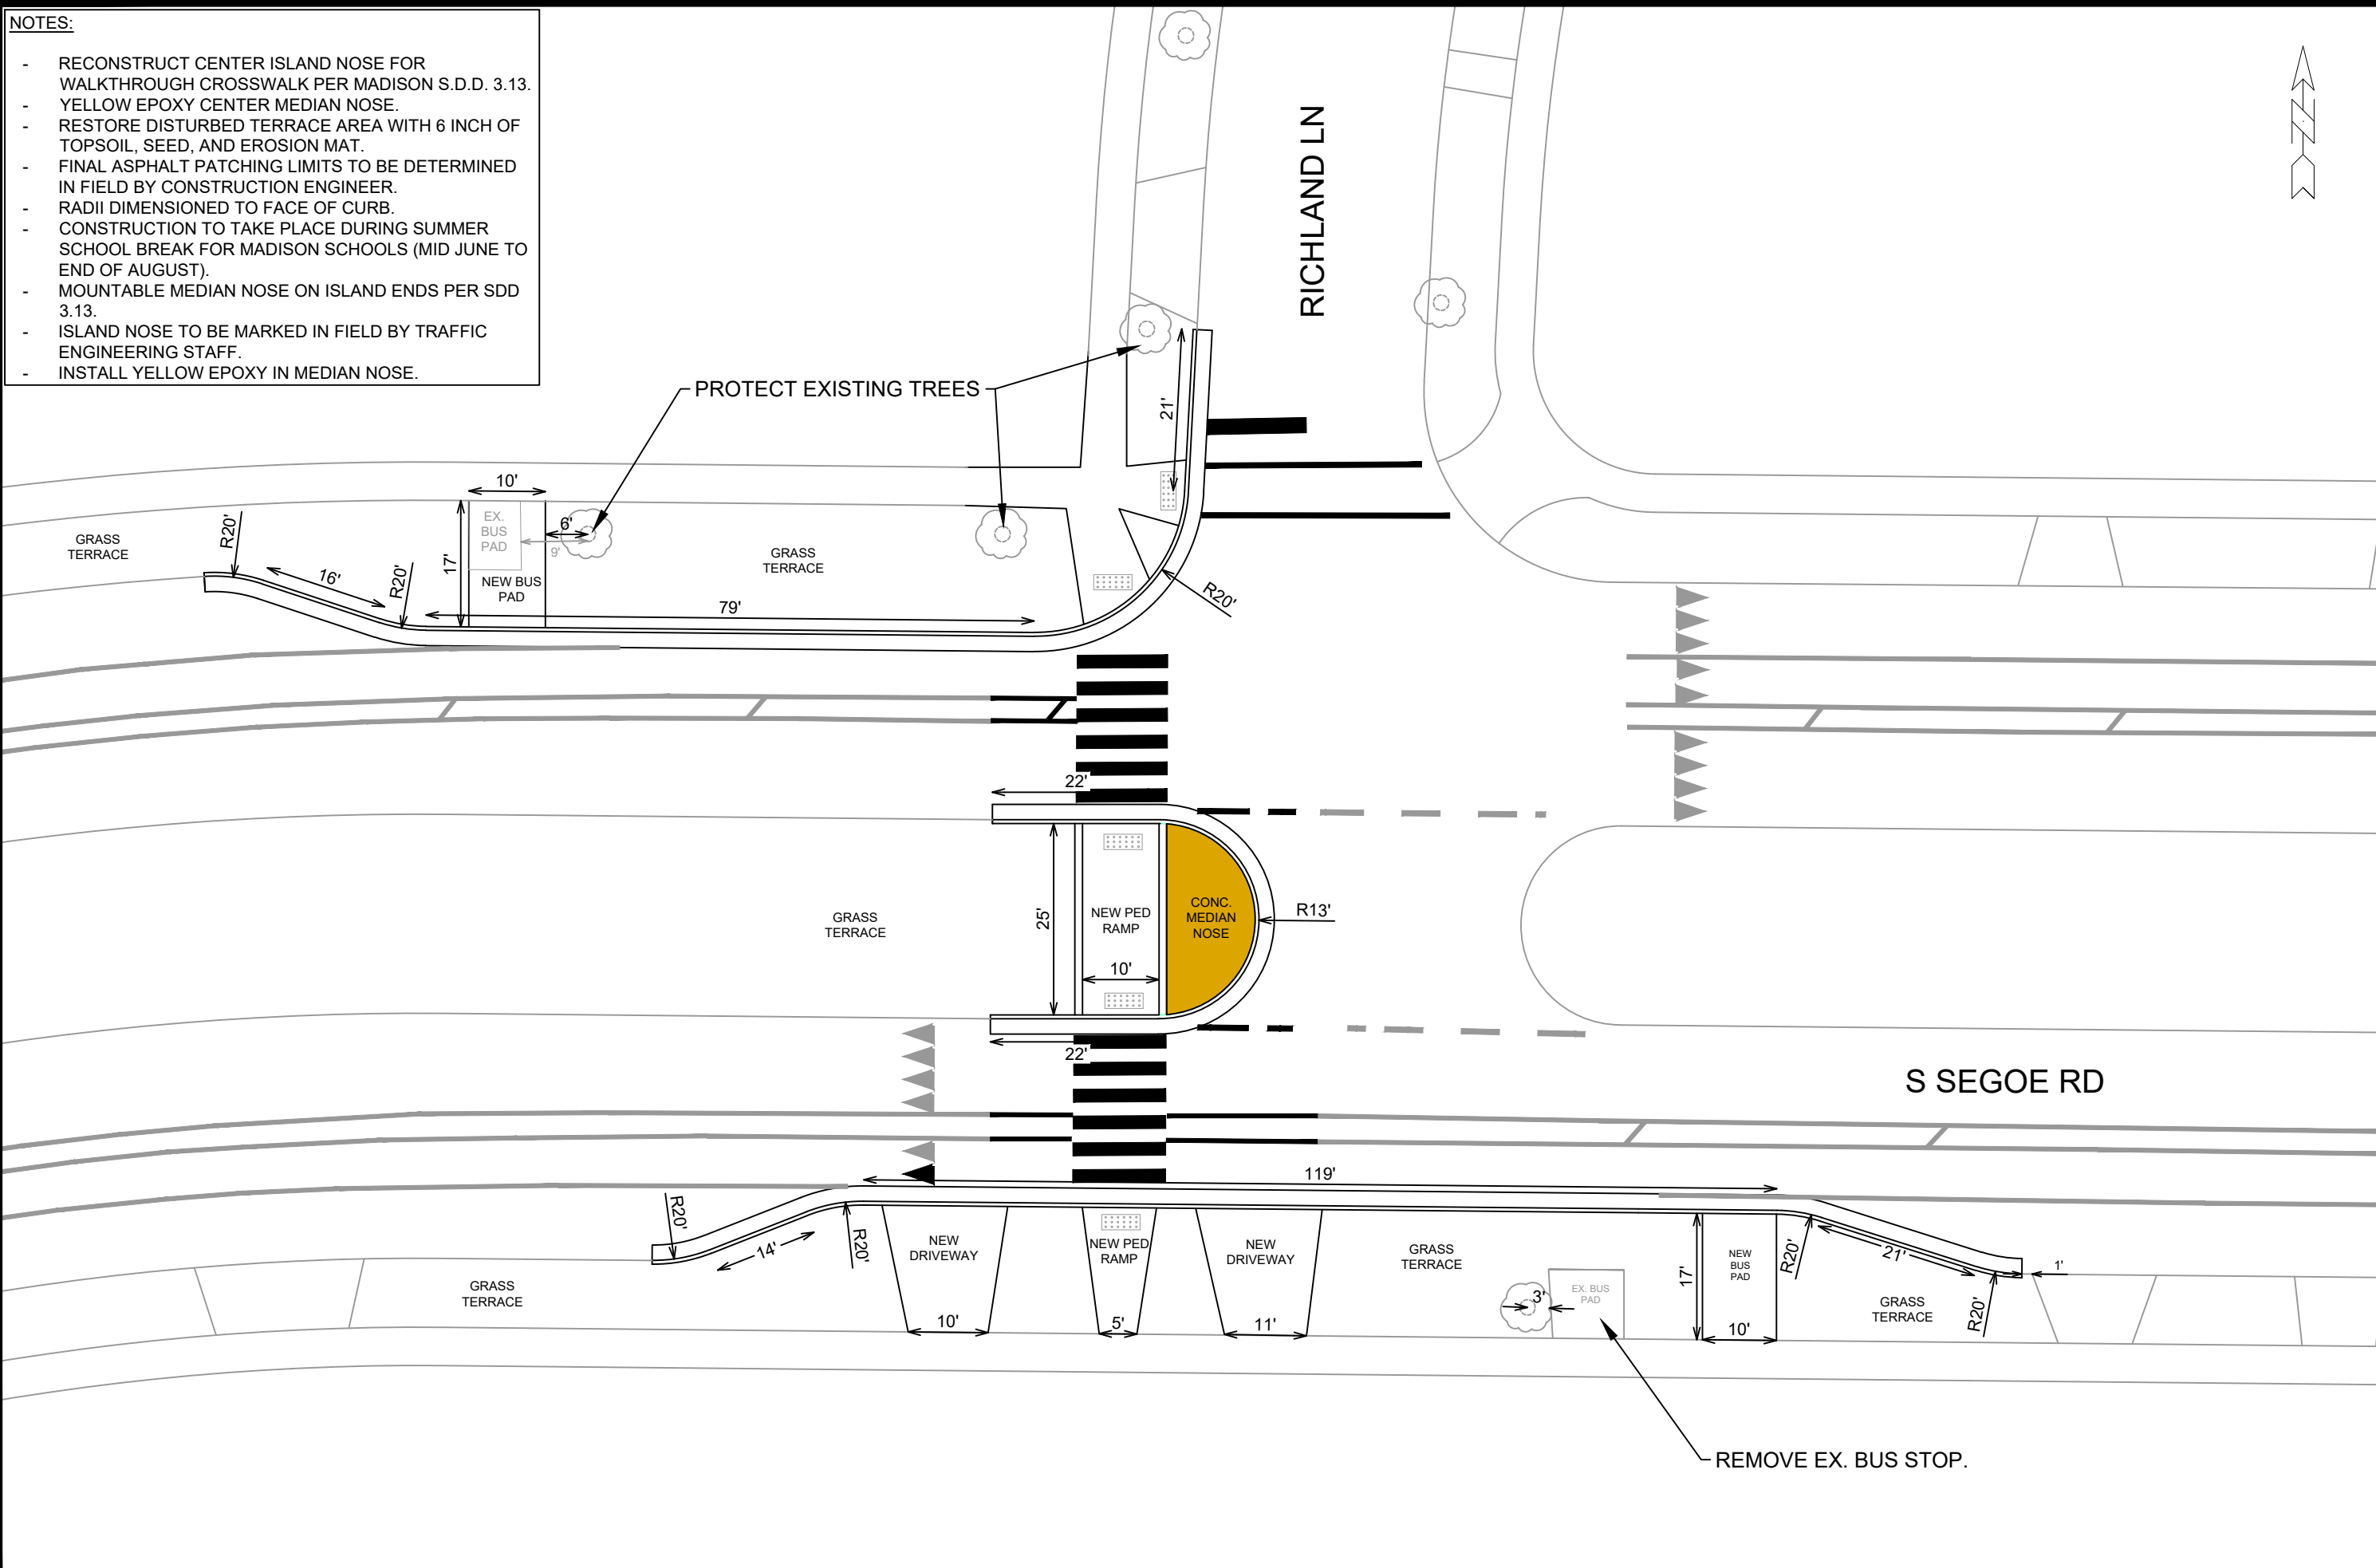 NOTES:
- RECONSTRUCT CENTER ISLAND NOSE FOR
WALKTHROUGH CROSSWALK PER MADISON S.D.D. 3.13.
- YELLOW EPOXY CENTER MEDIAN NOSE.
- RESTORE DISTURBED TERRACE AREA WITH 6 INCH OF
TOPSOIL, SEED, AND EROSION MAT.
- FINAL ASPHALT PATCHING LIMITS TO BE DETERMINED
IN FIELD BY CONSTRUCTION ENGINEER.
- RADII DIMENSIONED TO FACE OF CURB.
- CONSTRUCTION TO TAKE PLACE DURING SUMMER
SCHOOL BREAK FOR MADISON SCHOOLS (MID JUNE TO
END OF AUGUST).
- MOUNTABLE MEDIAN NOSE ON ISLAND ENDS PER SDD
3.13.
- ISLAND NOSE TO BE MARKED IN FIELD BY TRAFFIC
ENGINEERING STAFF.
- INSTALL YELLOW EPOXY IN MEDIAN NOSE.
N
RICHLAND LN
PROTECT EXISTING TREES
21'
10'
EX.
BUS
PAD
6'
9'
17'
NEW BUS
PAD
GRASS
TERRACE
R20'
16'
R20'
GRASS
TERRACE
79'
R20'
22'
25'
NEW PED
RAMP
10'
CONC.
MEDIAN
NOSE
R13'
GRASS
TERRACE
22'
S SEGOE RD
119'
R20'
14'
R20'
GRASS
TERRACE
NEW
DRIVEWAY
10'
NEW PED
RAMP
5'
NEW
DRIVEWAY
11'
GRASS
TERRACE
3'
EX. BUS
PAD
17'
NEW
BUS
PAD
10'
R20'
21'
R20'
1'
GRASS
TERRACE
REMOVE EX. BUS STOP.